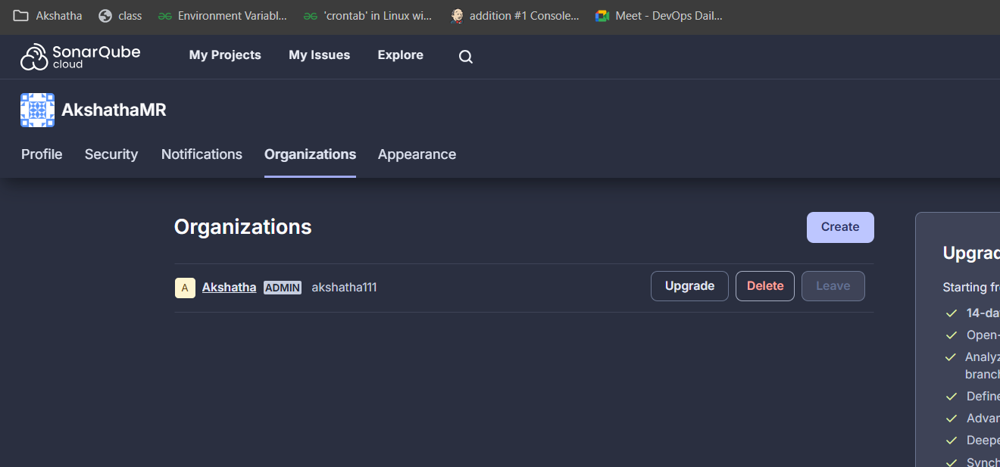 Akshatha class Environment Variabl... 'crontab' in Linux wi... addition #1 Console... Meet - DevOps Dail...
SonarQube cloud My Projects My Issues Explore
AkshathaMR
Profile Security Notifications Organizations Appearance
Organizations Create
A Akshatha ADMIN akshatha111 Upgrade Delete Leave
Upgrad
Starting fr
14-da
Open-
Analyz
branch
Define
Advan
Deepe
Synch